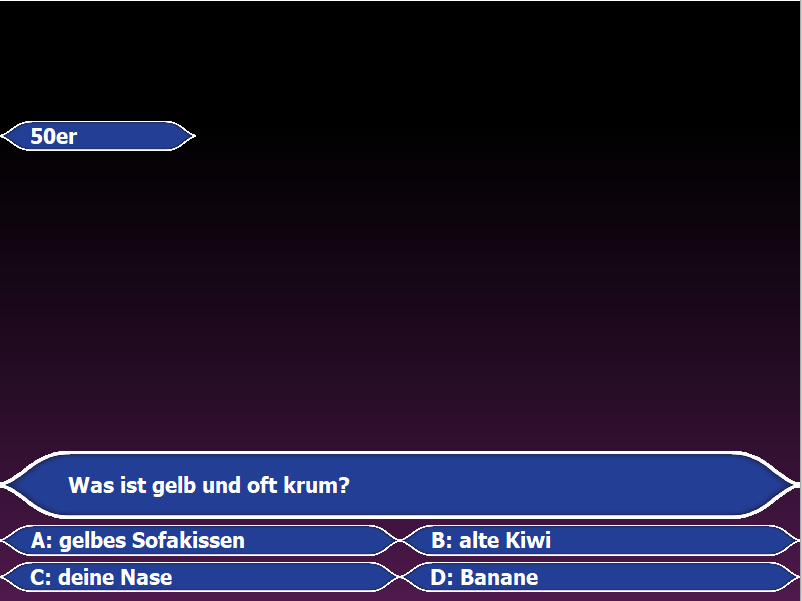 50er
Was ist gelb und oft krum?
A: gelbes Sofakissen
B: alte Kiwi
C: deine Nase
D: Banane